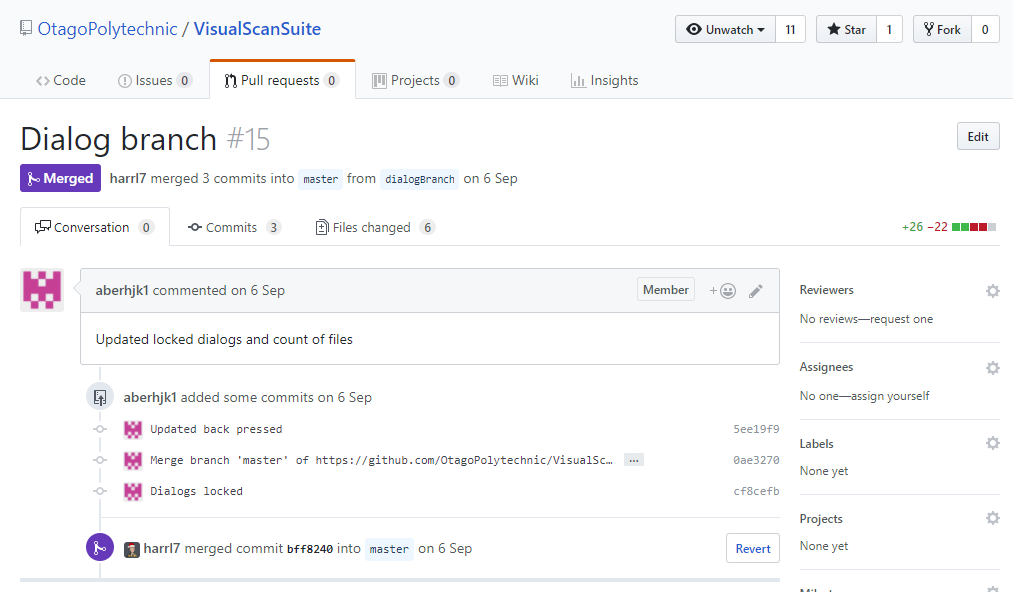 OtagoPolytechnic / VisualScanSuite Unwatch 11 Star 1 Fork 0
Code Issues 0 Pull requests 0 Projects 0 Wiki Insights
Dialog branch #15 Edit
Merged harrl7 merged 3 commits into master from dialogBranch on 6 Sep
Conversation 0 Commits 3 Files changed 6 +26 −22
aberhjk1 commented on 6 Sep Member
Updated locked dialogs and count of files
aberhjk1 added some commits on 6 Sep
Updated back pressed 5ee19f9
Merge branch 'master' of https://github.com/OtagoPolytechnic/VisualSc… … 0ae3270
Dialogs locked cf8cefb
harrl7 merged commit bff8240 into master on 6 Sep Revert
Reviewers
No reviews—request one
Assignees
No one—assign yourself
Labels
None yet
Projects
None yet